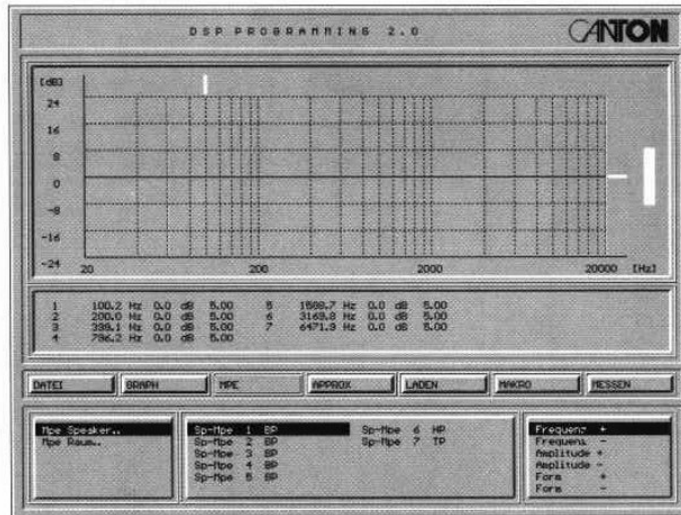 DSP PROGRAMMING 2.0
CANTON
[dB]
24
16
8
0
-8
-16
-24
20 200 2000 20000 [Hz]
1 100.2 Hz 0.0 dB 5.00 5 1588.7 Hz 0.0 dB 5.00
2 200.0 Hz 0.0 dB 5.00 6 3169.8 Hz 0.0 dB 5.00
3 399.1 Hz 0.0 dB 5.00 7 6471.3 Hz 0.0 dB 5.00
4 796.2 Hz 0.0 dB 5.00
DATEI GRAPH MPE APPROX LADEN MAKRO MESSEN
Mpe Speaker..
Mpe Raum..
Sp-Mpe 1 BP Sp-Mpe 6 HP
Sp-Mpe 2 BP Sp-Mpe 7 TP
Sp-Mpe 3 BP
Sp-Mpe 4 BP
Sp-Mpe 5 BP
Frequenz +
Frequenz -
Amplitude +
Amplitude -
Form +
Form -